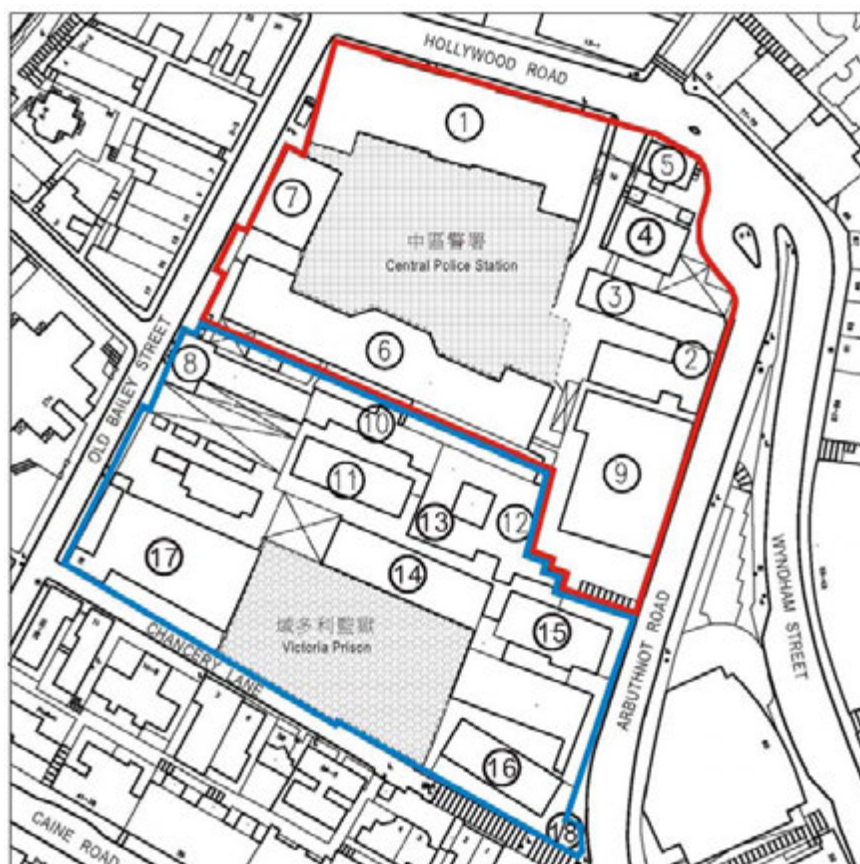 HOLLYWOOD ROAD
1
5
7
4
中區警署
Central Police Station
3
6
2
8
OLD BAILEY STREET
10
9
11
13
12
17
14
域多利監獄
Victoria Prison
15
CHANCERY LANE
ARBUTHNOT ROAD
WYNDHAM STREET
16
18
CAINE ROAD